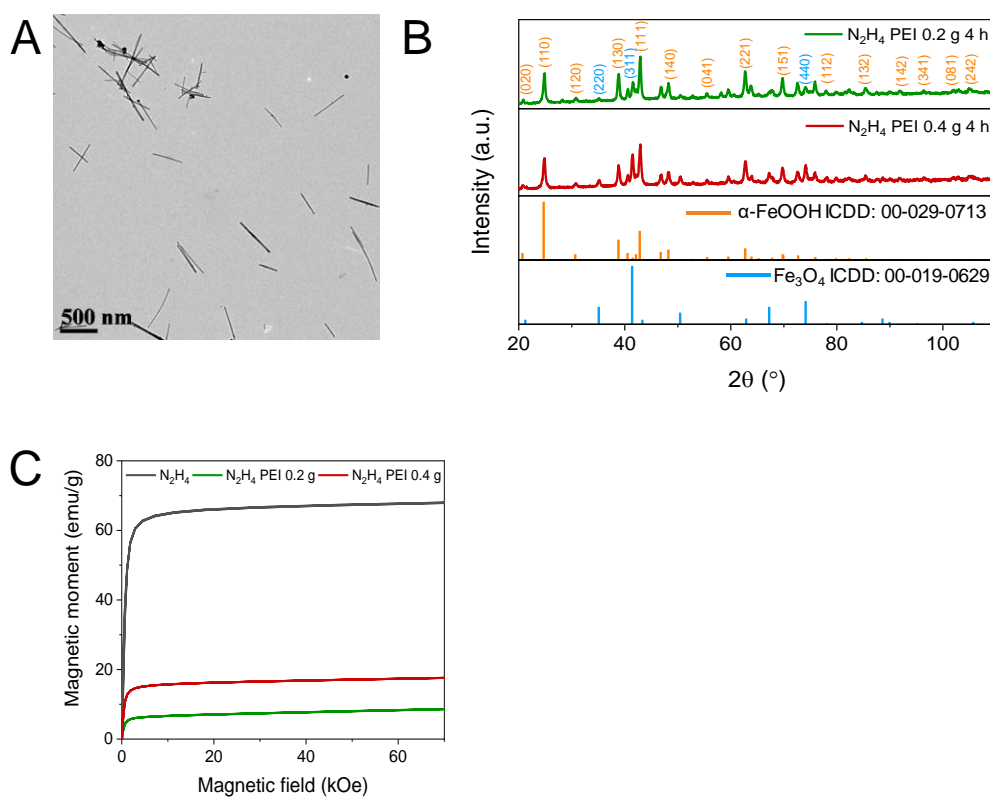 A
500 nm
B
N₂H₄ PEI 0.2 g 4 h
(020)
(110)
(120)
(220)
(130)
(311)
(111)
(140)
(041)
(221)
(151)
(440)
(112)
(132)
(142)
(341)
(081)
(242)
N₂H₄ PEI 0.4 g 4 h
α-FeOOH ICDD: 00-029-0713
Fe₃O₄ ICDD: 00-019-0629
Intensity (a.u.)
20 40 60 80 100
2θ (°)
C
N₂H₄ N₂H₄ PEI 0.2 g N₂H₄ PEI 0.4 g
Magnetic moment (emu/g)
80
60
40
20
0
0 20 40 60
Magnetic field (kOe)